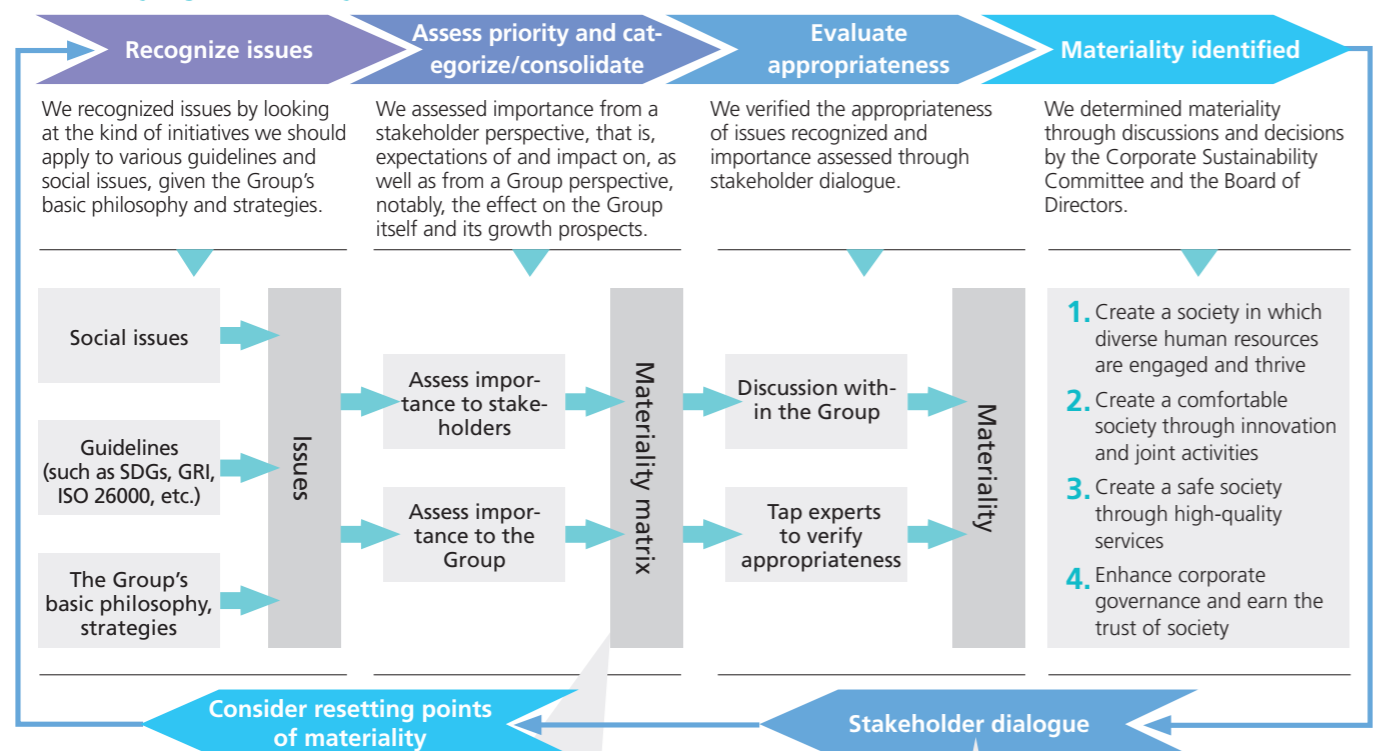 Recognize issues
Assess priority and cat-
egorize/consolidate
Evaluate
appropriateness
Materiality identified
We recognized issues by looking
at the kind of initiatives we should
apply to various guidelines and
social issues, given the Group's
basic philosophy and strategies.
We assessed importance from a
stakeholder perspective, that is,
expectations of and impact on, as
well as from a Group perspective,
notably, the effect on the Group
itself and its growth prospects.
We verified the appropriateness
of issues recognized and
importance assessed through
stakeholder dialogue.
We determined materiality
through discussions and decisions
by the Corporate Sustainability
Committee and the Board of
Directors.
Social issues
Guidelines
(such as SDGs, GRI,
ISO 26000, etc.)
The Group's
basic philosophy,
strategies
Issues
Assess impor-
tance to stake-
holders
Assess impor-
tance to the
Group
Materiality matrix
Discussion with-
in the Group
Tap experts
to verify
appropriateness
Materiality
1. Create a society in which
diverse human resources
are engaged and thrive
2. Create a comfortable
society through innovation
and joint activities
3. Create a safe society
through high-quality
services
4. Enhance corporate
governance and earn the
trust of society
Consider resetting points
of materiality
Stakeholder dialogue